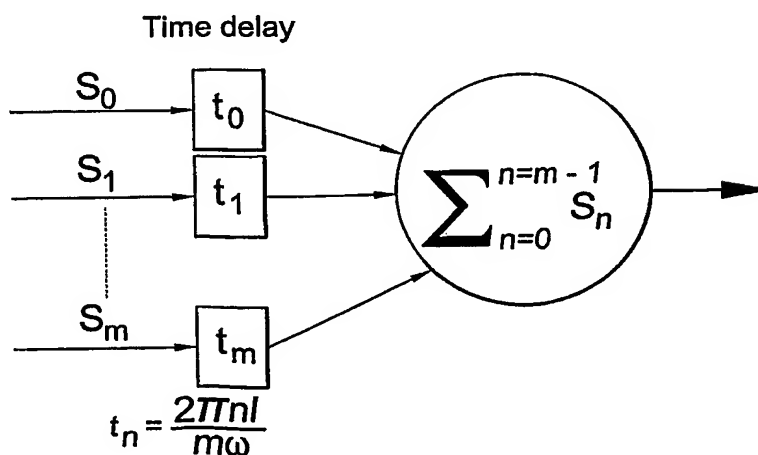 Time delay
S0
t0
S1
t1
∑ n=m - 1 n=0 Sn
Sm
tm
tn = 2πnl / mω